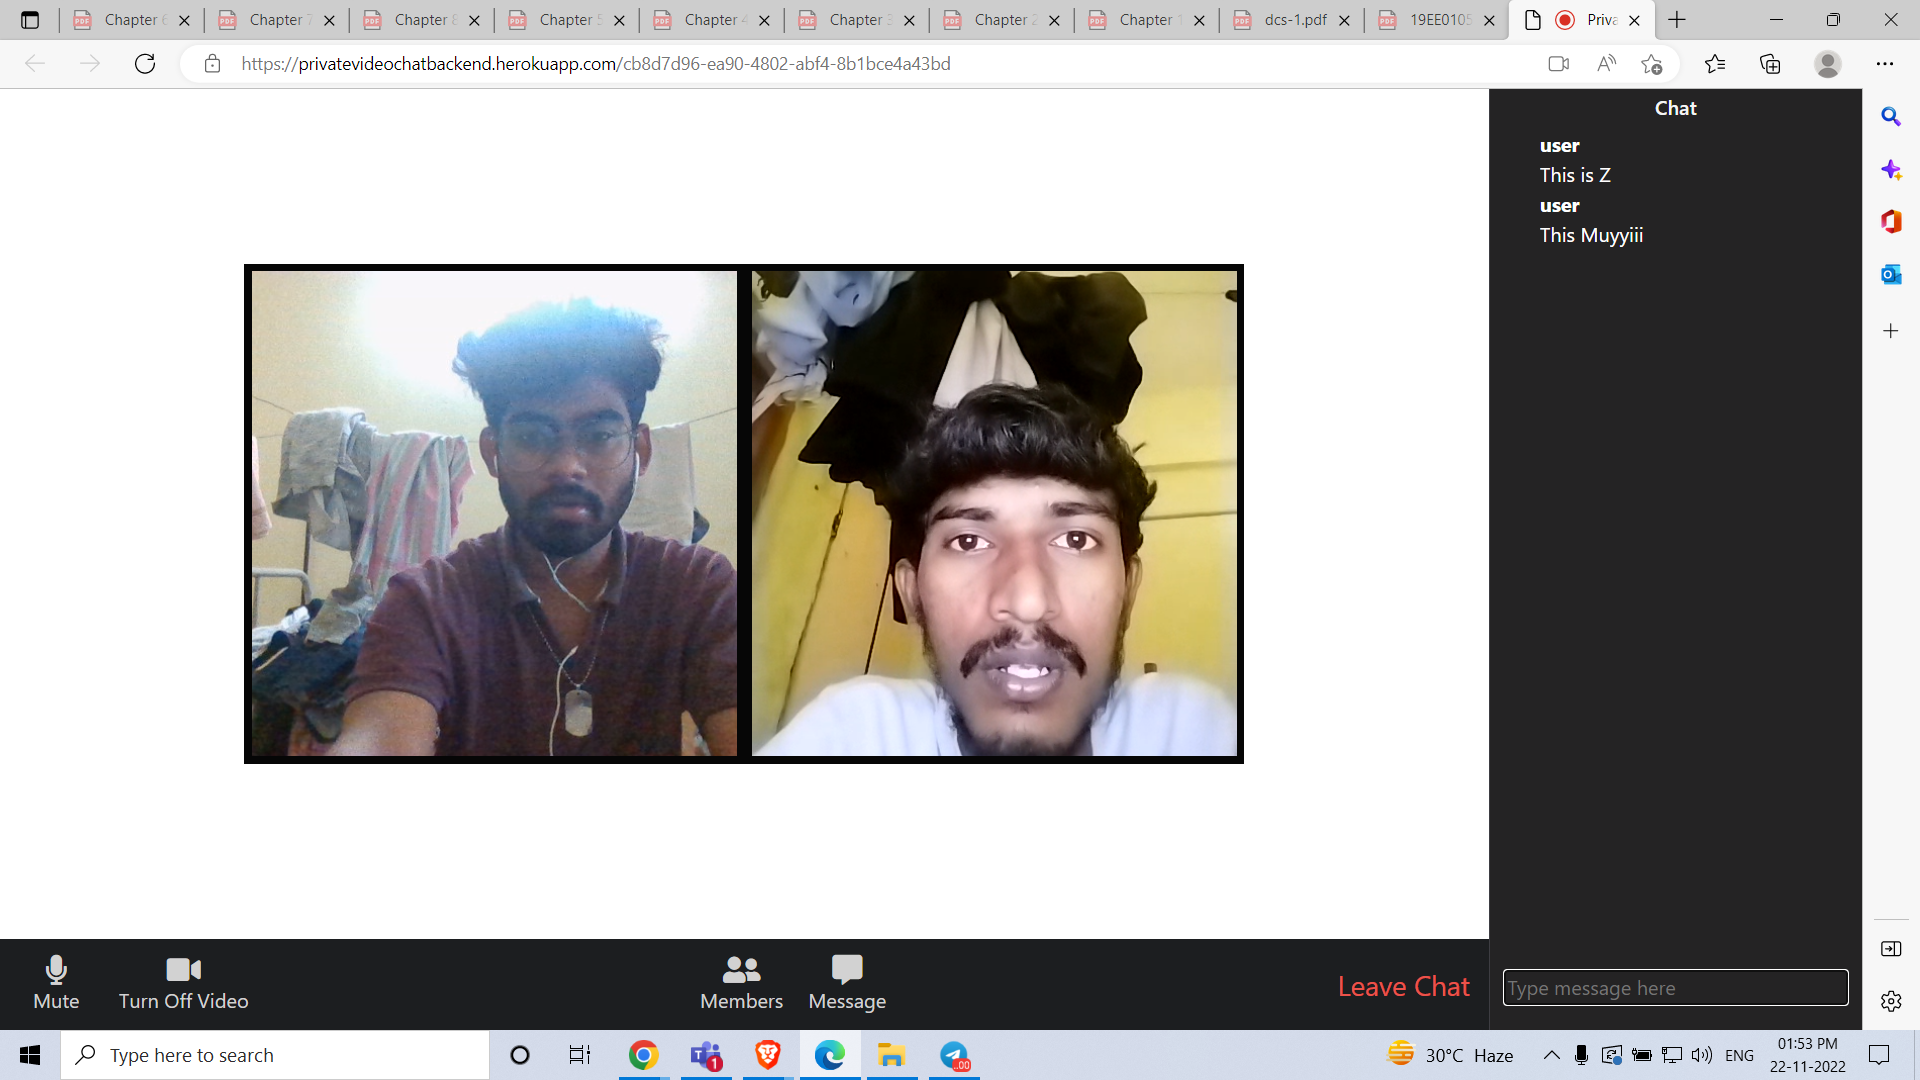 Chapter 6
Chapter 7
Chapter 8
Chapter 5
Chapter 4
Chapter 3
Chapter 2
Chapter 1
dcs-1.pdf
19EE0105
Priva
https://privatevideochatbackend.herokuapp.com/cb8d7d96-ea90-4802-abf4-8b1bce4a43bd
Chat
user
This is Z
user
This Muyyiii
Mute
Turn Off Video
Members
Message
Leave Chat
Type message here
Type here to search
1
..00
30°C Haze
ENG
01:53 PM
22-11-2022